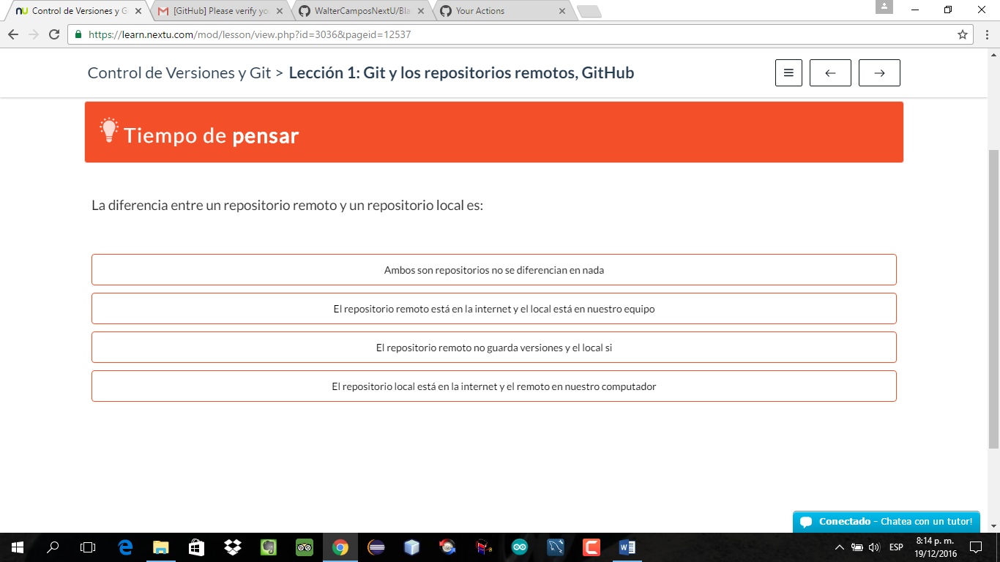 nu Control de Versiones y G
[GitHub] Please verify yo
WalterCamposNextU/Bla
Your Actions
https://learn.nextu.com/mod/lesson/view.php?id=3036&pageid=12537
Control de Versiones y Git > Lección 1: Git y los repositorios remotos, GitHub
Tiempo de pensar
La diferencia entre un repositorio remoto y un repositorio local es:
Ambos son repositorios no se diferencian en nada
El repositorio remoto está en la internet y el local está en nuestro equipo
El repositorio remoto no guarda versiones y el local si
El repositorio local está en la internet y el remoto en nuestro computador
Conectado - Chatea con un tutor!
ESP
8:14 p. m.
19/12/2016